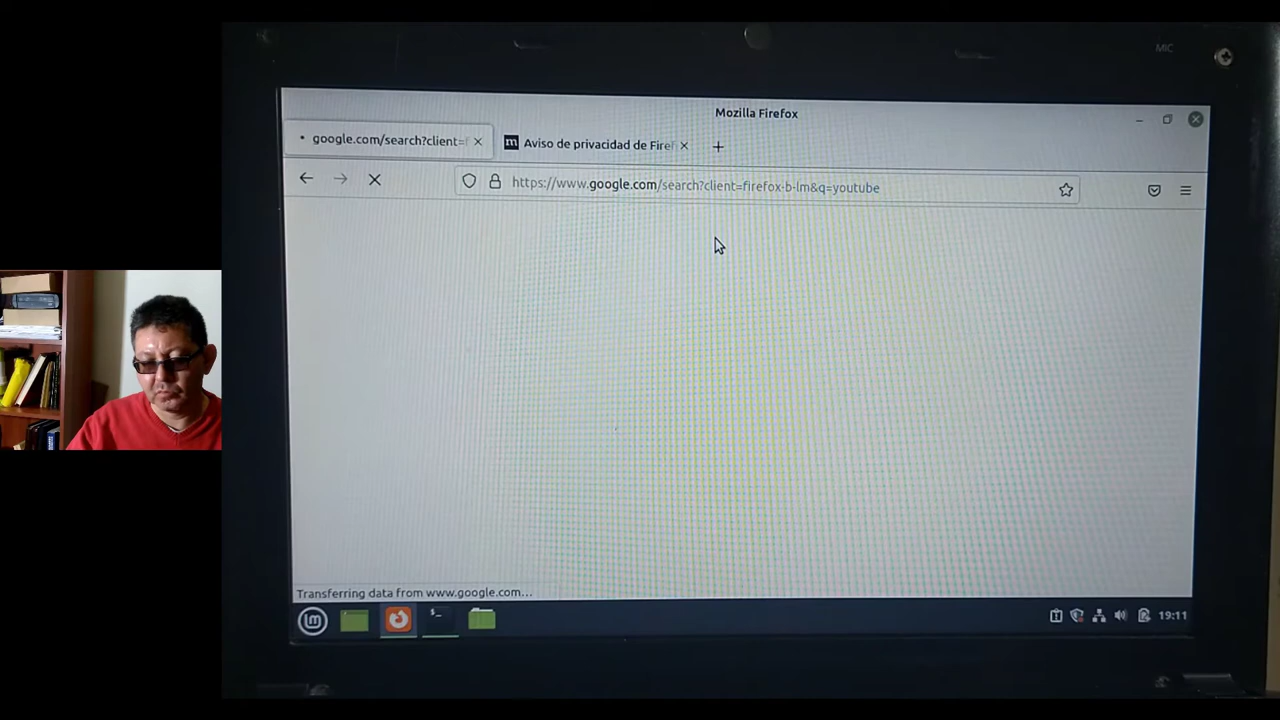 MIC
Mozilla Firefox
google.com/search?client=f
Aviso de privacidad de Firef
https://www.google.com/search?client=firefox-b-lm&q=youtube
Transferring data from www.google.com...
19:11